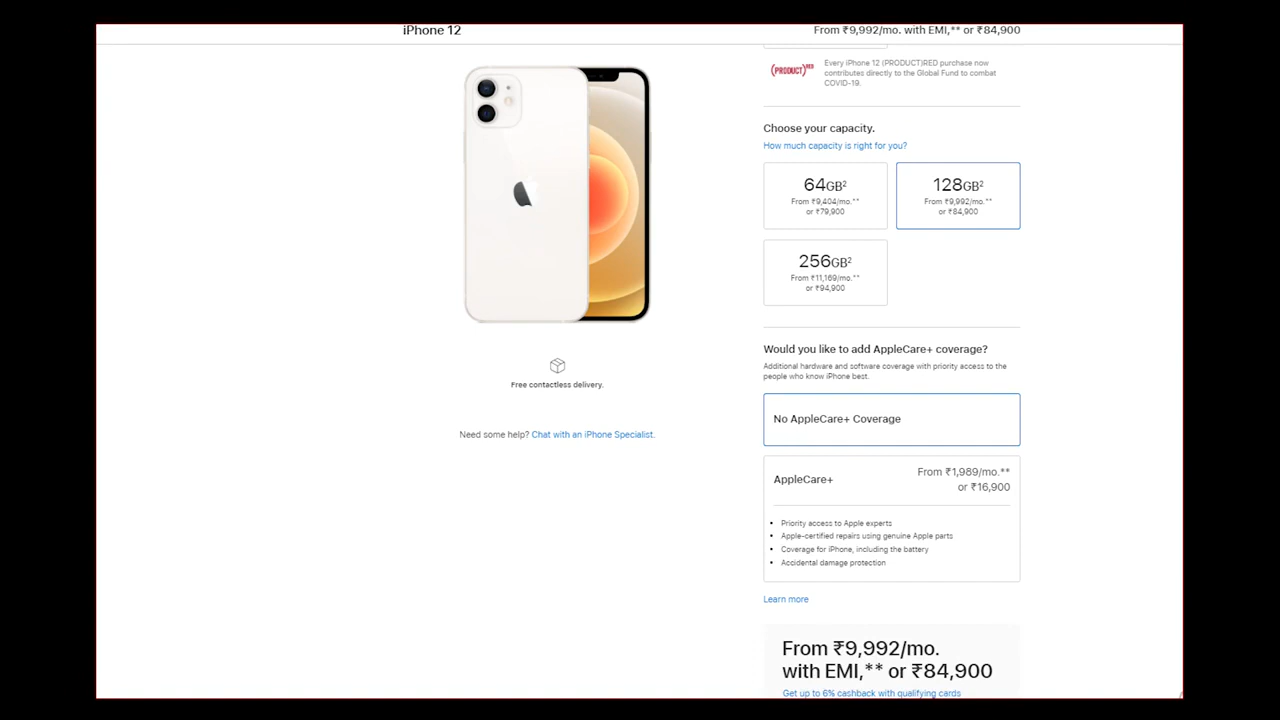 iPhone 12
From ₹9,992/mo. with EMI,** or ₹84,900
(PRODUCT)RED
Every iPhone 12 (PRODUCT)RED purchase now
contributes directly to the Global Fund to combat
COVID-19.
Choose your capacity.
How much capacity is right for you?
64GB²
From ₹9,404/mo.**
or ₹79,900
128GB²
From ₹9,992/mo.**
or ₹84,900
256GB²
From ₹11,169/mo.**
or ₹94,900
Free contactless delivery.
Need some help? Chat with an iPhone Specialist.
Would you like to add AppleCare+ coverage?
Additional hardware and software coverage with priority access to the
people who know iPhone best.
No AppleCare+ Coverage
AppleCare+
From ₹1,989/mo.**
or ₹16,900
• Priority access to Apple experts
• Apple-certified repairs using genuine Apple parts
• Coverage for iPhone, including the battery
• Accidental damage protection
Learn more
From ₹9,992/mo.
with EMI,** or ₹84,900
Get up to 6% cashback with qualifying cards